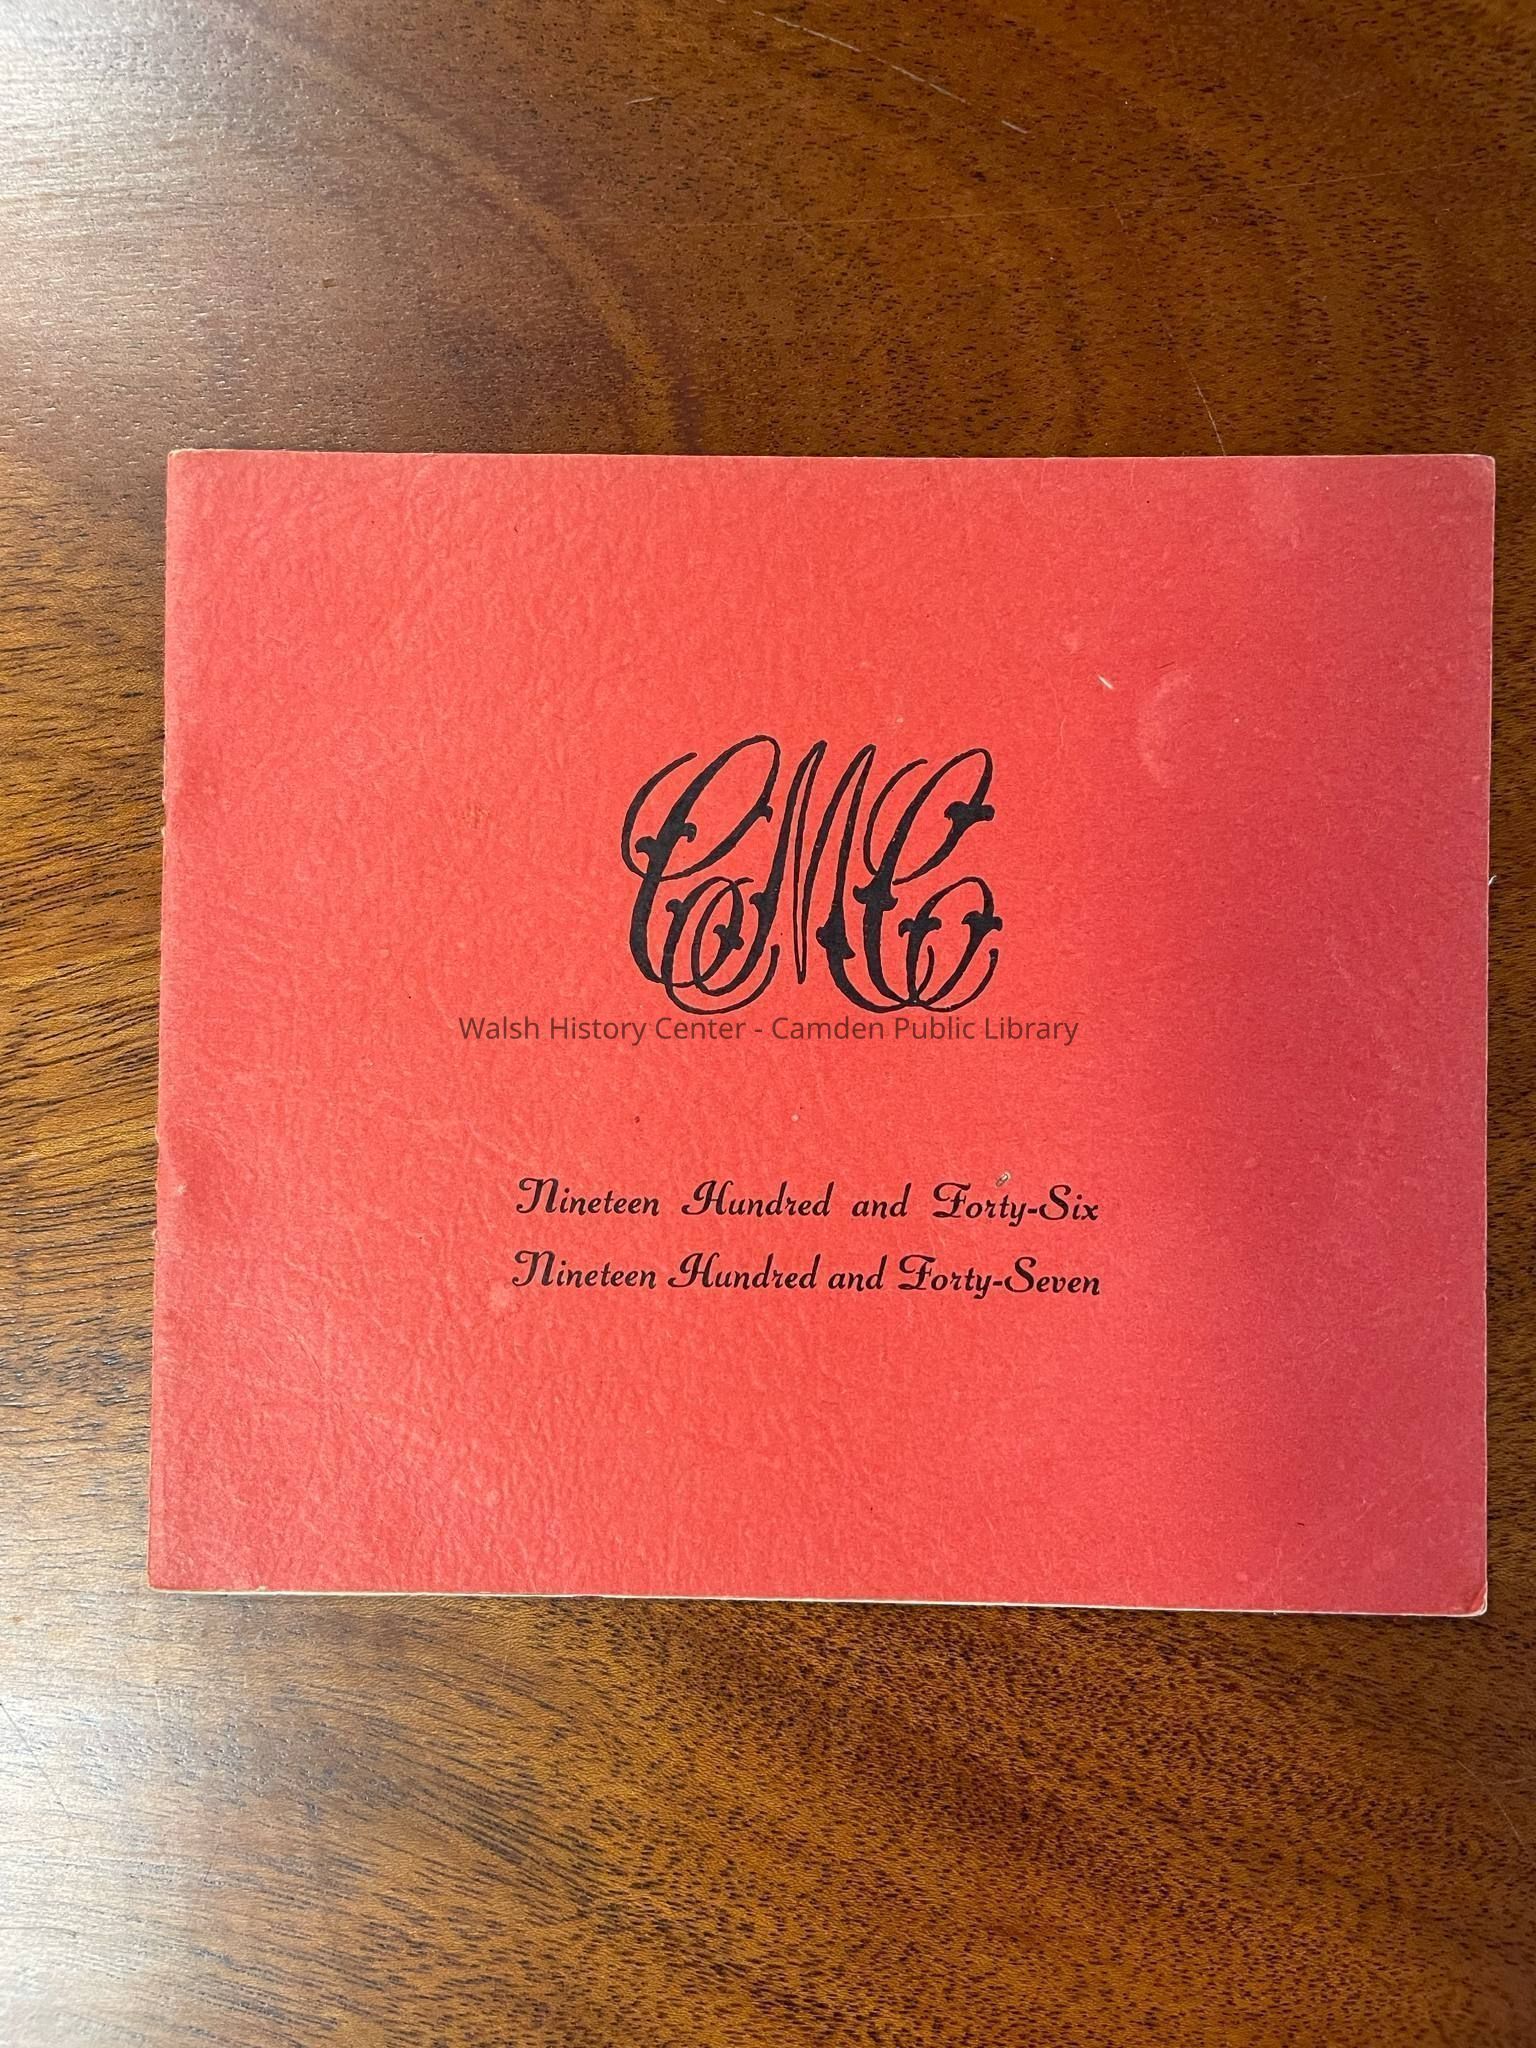 CMC
Walsh History Center - Camden Public Library
Nineteen Hundred and Forty-Six
Nineteen Hundred and Forty-Seven